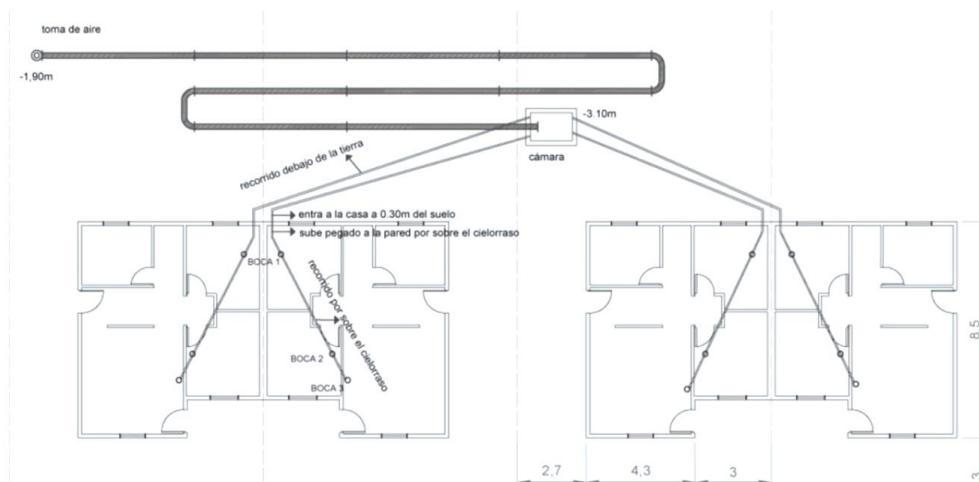 toma de aire
-1,90m
-3.10m
cámara
recorrido debajo de la tierra
entra a la casa a 0.30m del suelo
sube pegado a la pared por sobre el cielorraso
BOCA 1
recorrido por sobre el cielorraso
BOCA 2
BOCA 3
8.5
2,7
4,3
3
3